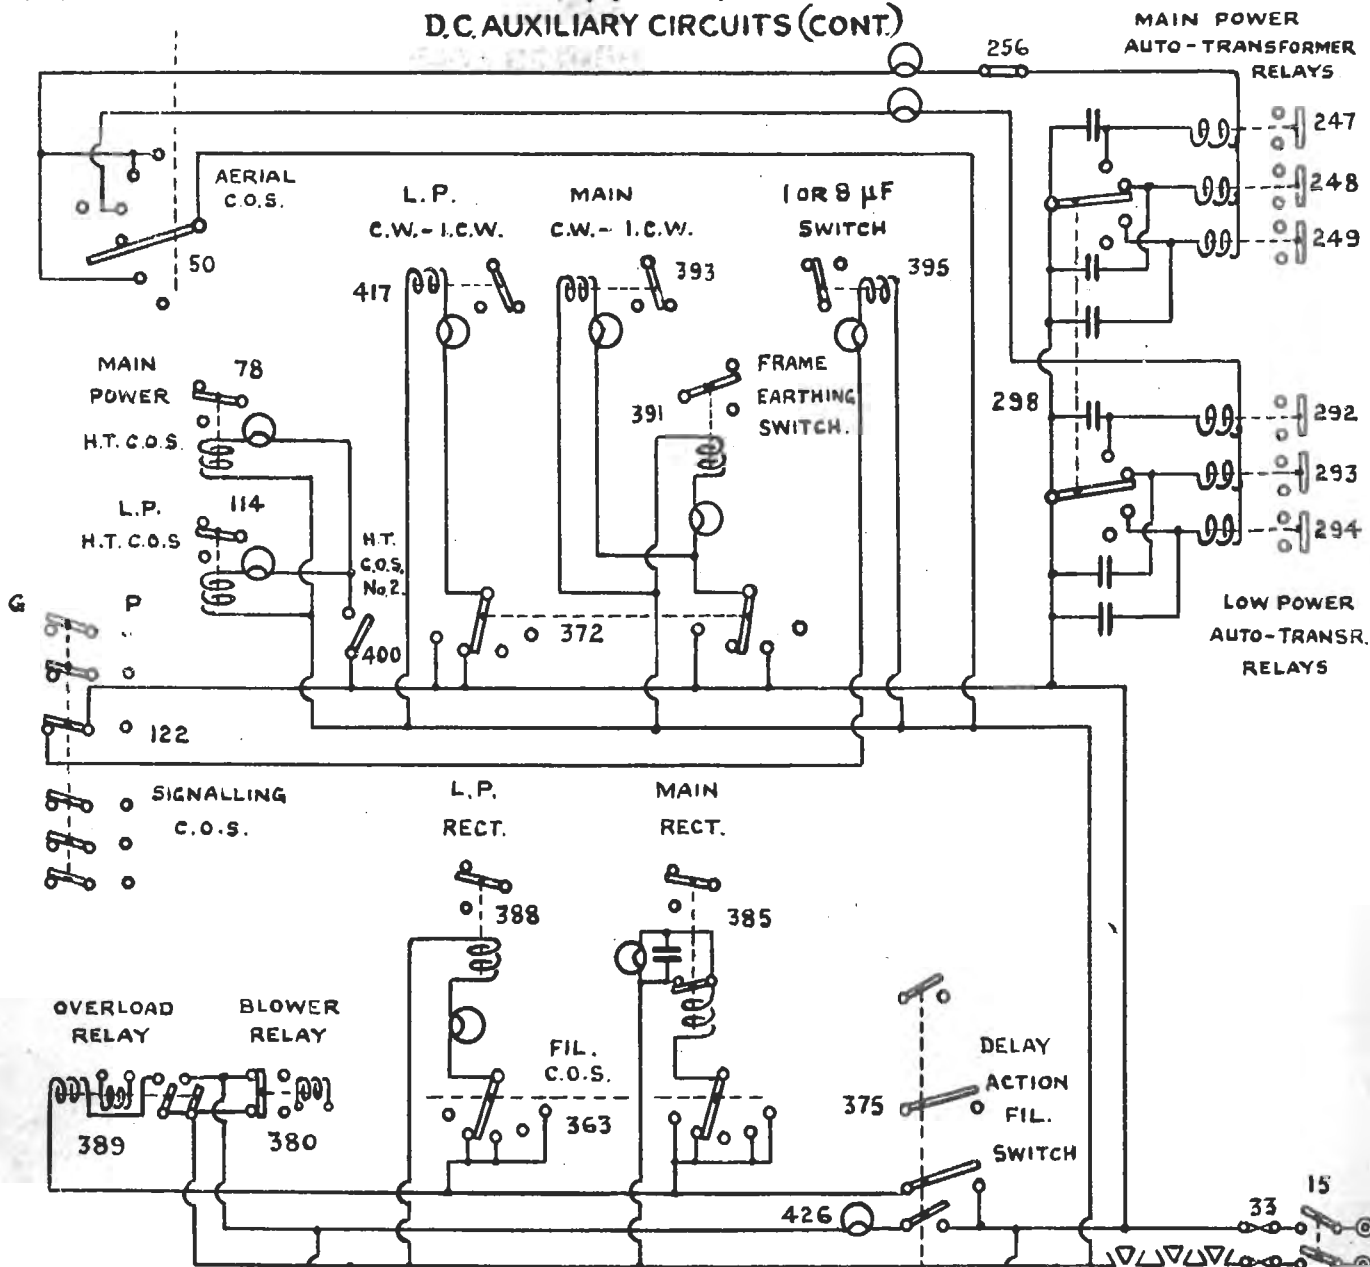 D.C. AUXILIARY CIRCUITS (CONT.)
MAIN POWER
AUTO-TRANSFORMER
RELAYS
256
247
248
249
AERIAL
C.O.S.
50
L.P.
C.W.- I.C.W.
417
MAIN
C.W.- I.C.W.
393
1 OR 8 µF
SWITCH
395
MAIN
POWER
H.T. C.O.S.
78
391
FRAME
EARTHING
SWITCH.
298
292
293
294
L.P.
H.T. C.O.S
114
H.T.
C.O.S.
No. 2.
400
372
LOW POWER
AUTO-TRANSR.
RELAYS
G
P
122
SIGNALLING
C.O.S.
L.P.
RECT.
388
MAIN
RECT.
385
OVERLOAD
RELAY
389
BLOWER
RELAY
380
FIL.
C.O.S.
363
375
DELAY
ACTION
FIL.
SWITCH
426
33
15